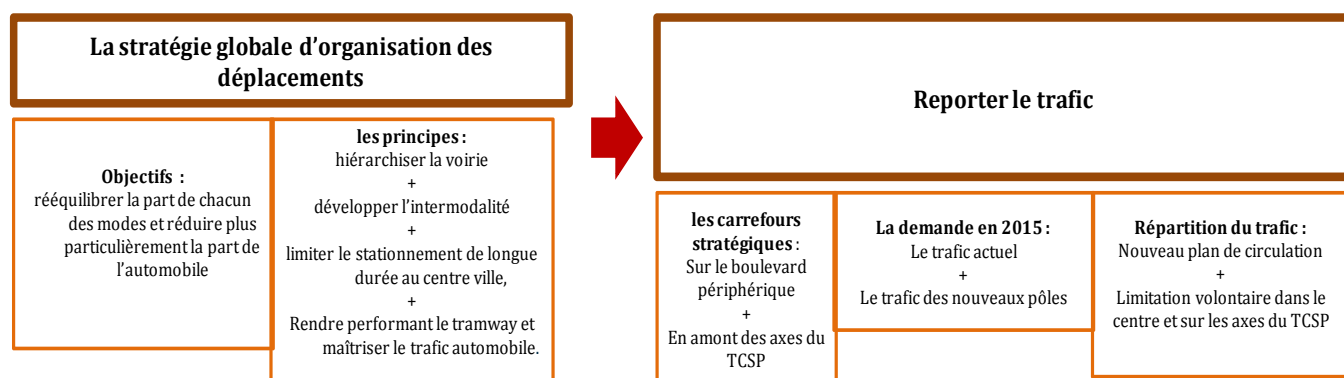 La stratégie globale d'organisation des
déplacements
Objectifs :
rééquilibrer la part de chacun
des modes et réduire plus
particulièrement la part de
l'automobile
les principes :
hiérarchiser la voirie
+
développer l'intermodalité
+
limiter le stationnement de longue
durée au centre ville,
+
Rendre performant le tramway et
maîtriser le trafic automobile.
Reporter le trafic
les carrefours
stratégiques :
Sur le boulevard
périphérique
+
En amont des axes du
TCSP
La demande en 2015 :
Le trafic actuel
+
Le trafic des nouveaux pôles
Répartition du trafic :
Nouveau plan de circulation
+
Limitation volontaire dans le
centre et sur les axes du TCSP